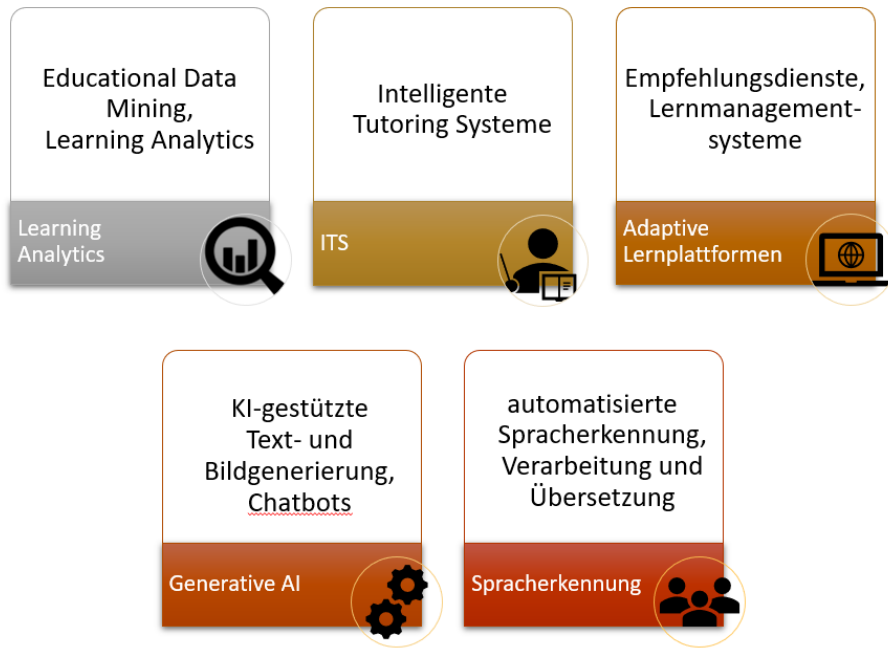 Educational Data
Mining,
Learning Analytics
Learning
Analytics
Intelligente
Tutoring Systeme
ITS
Empfehlungsdienste,
Lernmanagement-
systeme
Adaptive
Lernplattformen
KI-gestützte
Text- und
Bildgenerierung,
Chatbots
Generative AI
automatisierte
Spracherkennung,
Verarbeitung und
Übersetzung
Spracherkennung